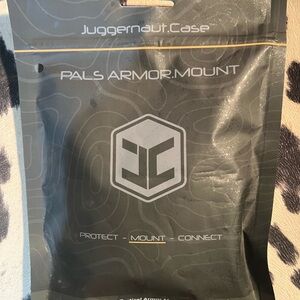 Juggernaut.Case
PALS ARMOR.MOUNT
PROTECT - MOUNT - CONNECT